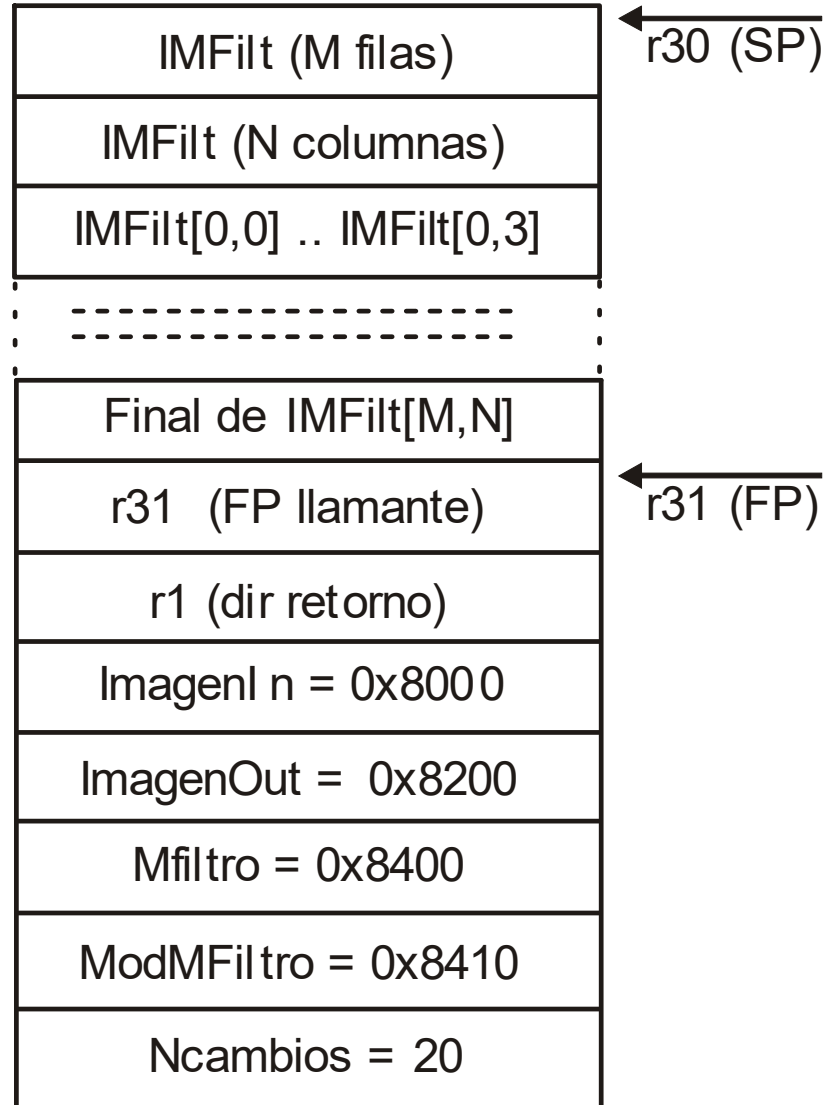 IMFilt (M filas)
r30 (SP)
IMFilt (N columnas)
IMFilt[0,0] .. IMFilt[0,3]
Final de IMFilt[M,N]
r31 (FP llamante)
r31 (FP)
r1 (dir retorno)
ImagenI n = 0x8000
ImagenOut = 0x8200
Mfiltro = 0x8400
ModMFiltro = 0x8410
Ncambios = 20